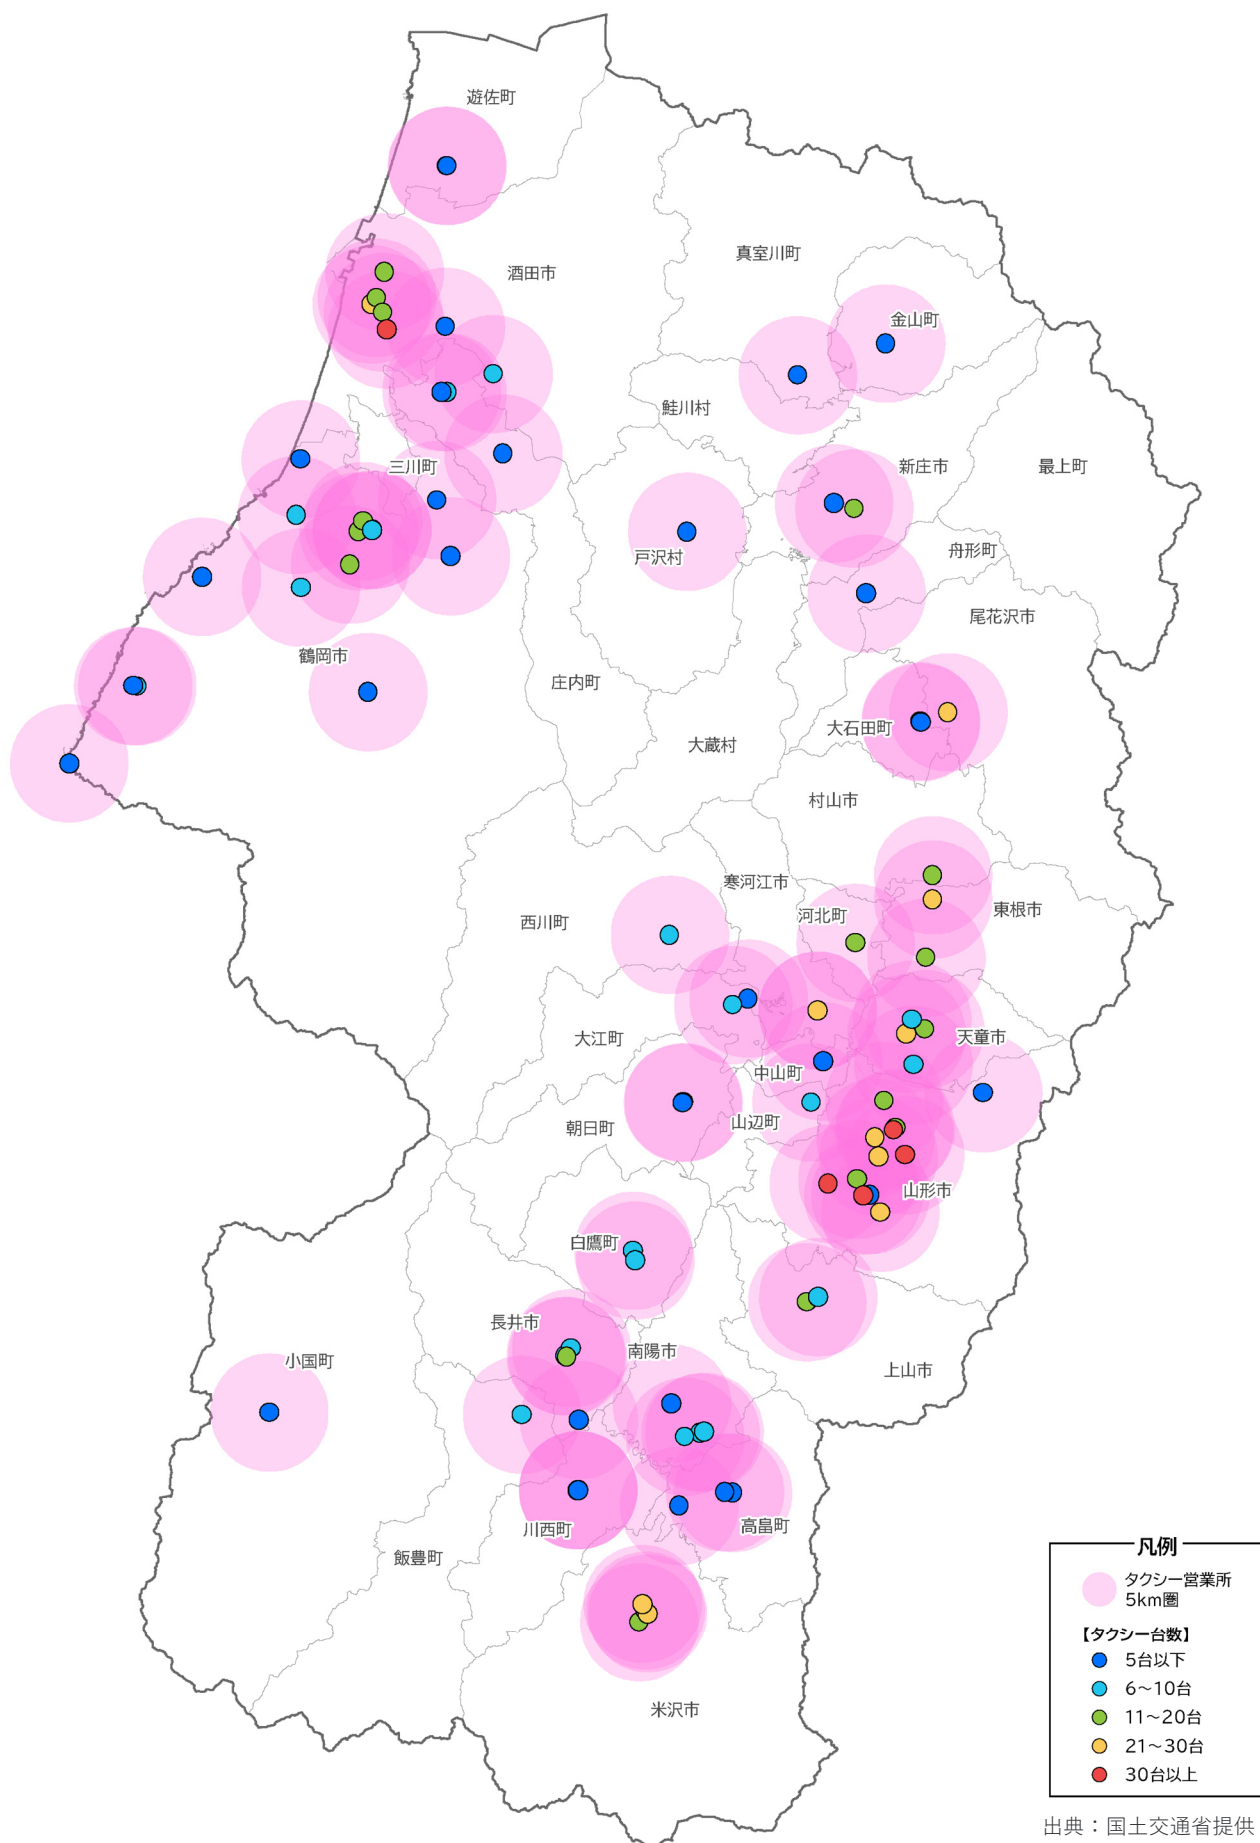 遊佐町
酒田市
真室川町
金山町
鮭川村
三川町
新庄市
最上町
戸沢村
舟形町
尾花沢市
鶴岡市
庄内町
大石田町
大蔵村
村山市
寒河江市
河北町
東根市
西川町
大江町
天童市
中山町
朝日町
山辺町
山形市
白鷹町
長井市
南陽市
小国町
上山市
川西町
高畠町
飯豊町
米沢市
凡例
タクシー営業所
5km圏
【タクシー台数】
5台以下
6～10台
11～20台
21～30台
30台以上
出典：国土交通省提供